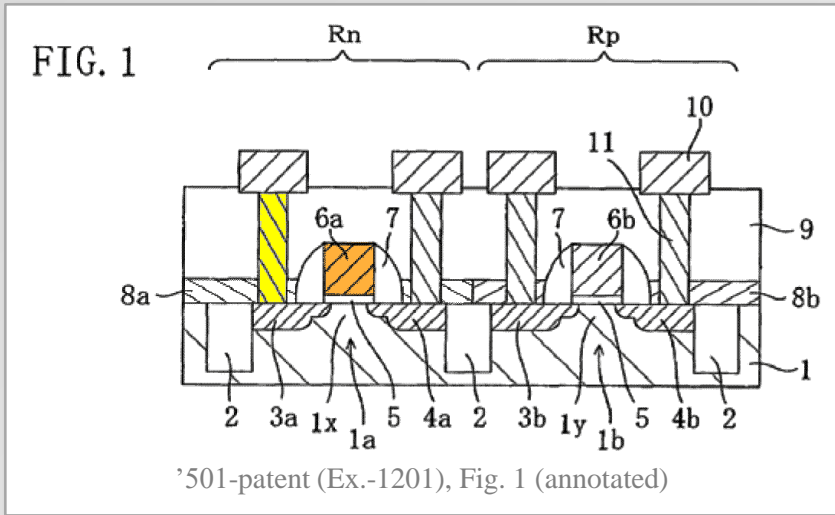 FIG. 1
Rn
Rp
10
11
6a
7
7
6b
9
8a
8b
2
3a
1x
1a
5
4a
2
3b
1y
1b
5
4b
2
1
’501-patent (Ex.-1201), Fig. 1 (annotated)